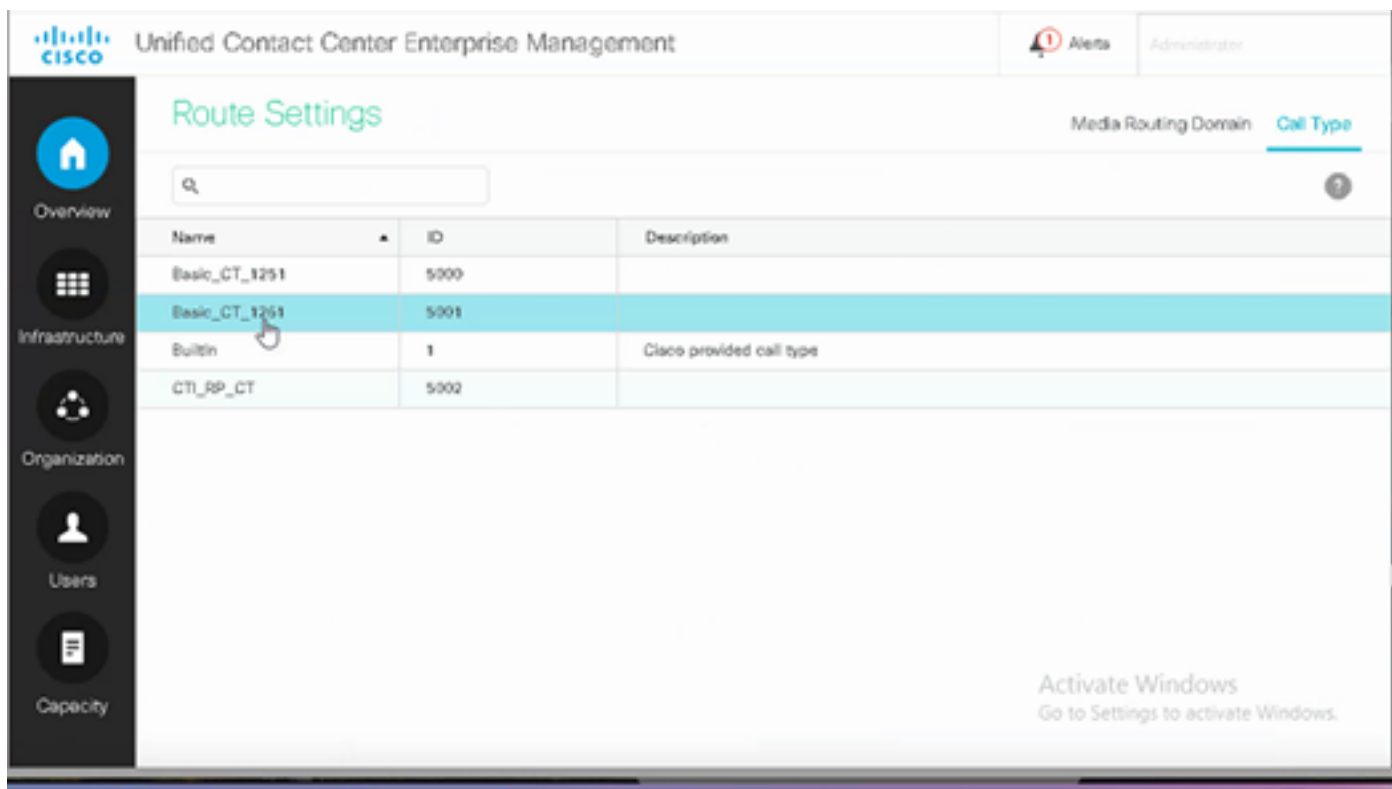 CISCO Unified Contact Center Enterprise Management Alerts 1 Administrator
Route Settings
Media Routing Domain Call Type
Overview
Infrastructure
Organization
Users
Capacity
?
Name ID Description
Basic_CT_1251 5000
Basic_CT_1261 5001
BuiltIn 1 Cisco provided call type
CTI_RP_CT 5002
Activate Windows
Go to Settings to activate Windows.